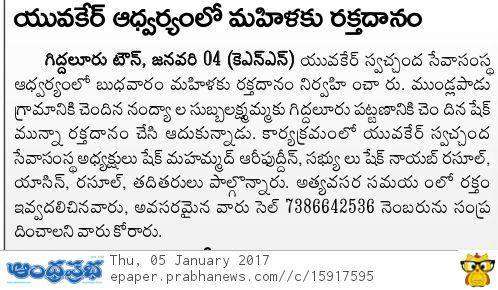 యువకేర్ ఆధ్వర్యంలో మహిళకు రక్తదానం
గిద్దలూరు టౌన్, జనవరి 04 (కెఎన్ఎన్) యువకేర్ స్వచ్ఛంద సేవాసంస్థ
ఆధ్వర్యంలో బుధవారం మహిళకు రక్తదానం నిర్వహి ంచా రు. ముండ్లపాడు
గ్రామానికి చెందిన నంద్యా ల సుబ్బలక్ష్మమ్మకు గిద్దలూరు పట్టణానికి చెం దిన షేక్
మున్నా రక్తదానం చేసి ఆదుకున్నాడు. కార్యక్రమంలో యువకేర్ స్వచ్ఛంద
సేవాసంస్థ అధ్యక్షులు షేక్ మహమ్మద్ ఆరీఫుద్దీన్, సభ్యు లు షేక్ నాయబ్ రసూల్,
యాసిన్, రసూల్, తదితరులు పాల్గొన్నారు. అత్యవసర సమయ ంలో రక్తం
ఇవ్వదలిచినవారు, అవసరమైన వారు సెల్ 7386642536 నెంబరును సంప్ర
దించాలని వారు కోరారు.
ఆంధ్రప్రభ
Thu, 05 January 2017
epaper.prabhanews.com//c/15917595